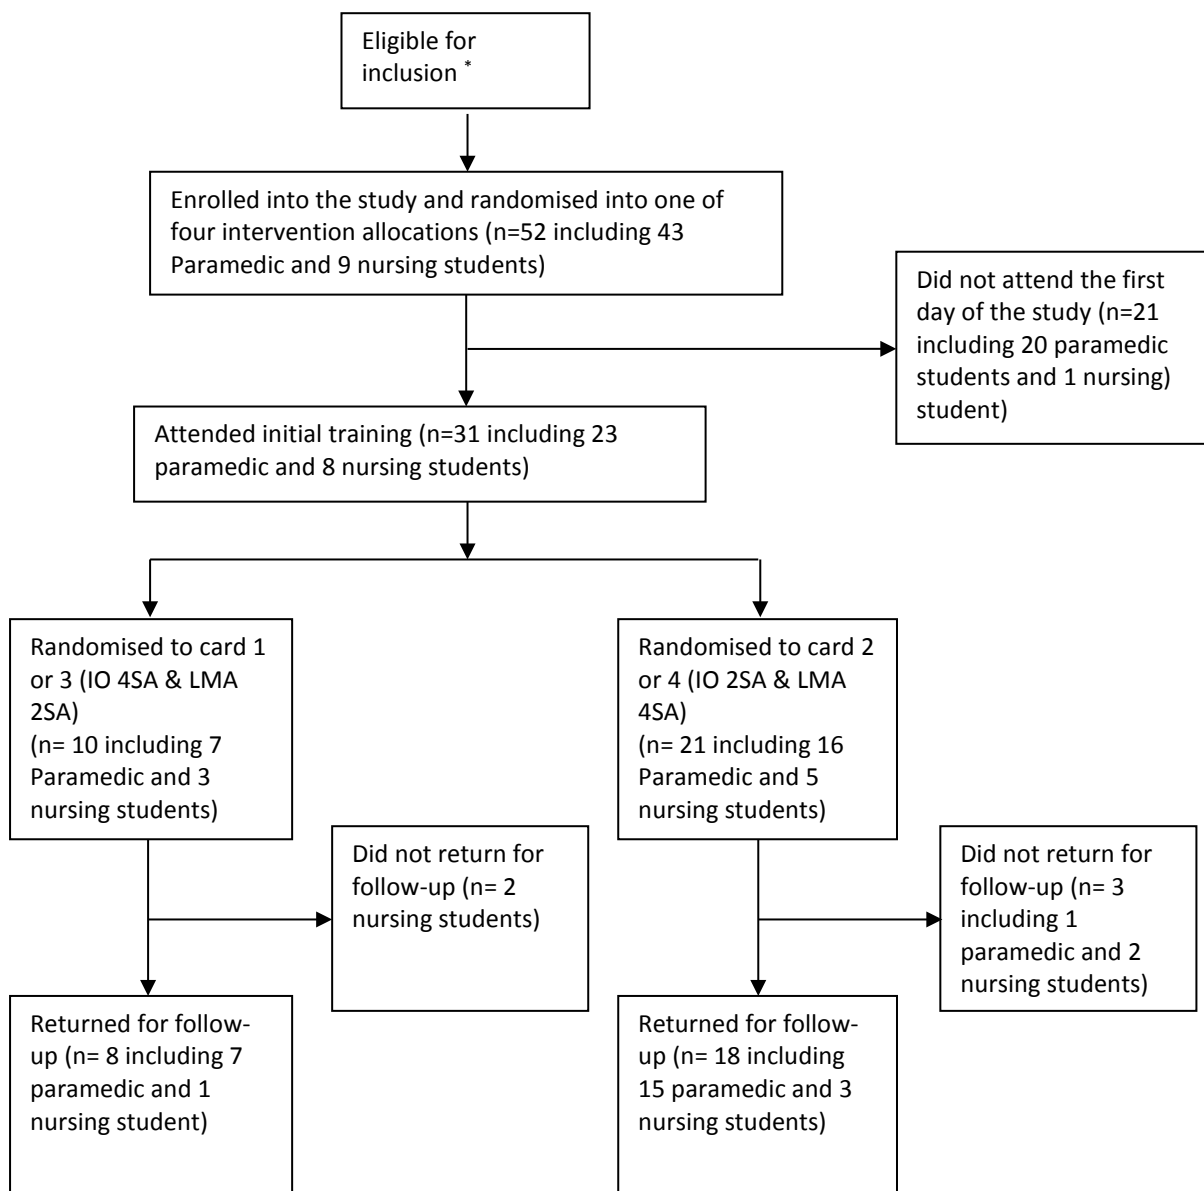 Eligible for
inclusion *
Enrolled into the study and randomised into one of
four intervention allocations (n=52 including 43
Paramedic and 9 nursing students)
Did not attend the first
day of the study (n=21
including 20 paramedic
students and 1 nursing)
student)
Attended initial training (n=31 including 23
paramedic and 8 nursing students)
Randomised to card 1
or 3 (IO 4SA & LMA
2SA)
(n= 10 including 7
Paramedic and 3
nursing students)
Randomised to card 2
or 4 (IO 2SA & LMA
4SA)
(n= 21 including 16
Paramedic and 5
nursing students)
Did not return for
follow-up (n= 2
nursing students)
Did not return for
follow-up (n= 3
including 1
paramedic and 2
nursing students)
Returned for follow-
up (n= 8 including 7
paramedic and 1
nursing student)
Returned for follow-
up (n= 18 including
15 paramedic and 3
nursing students)